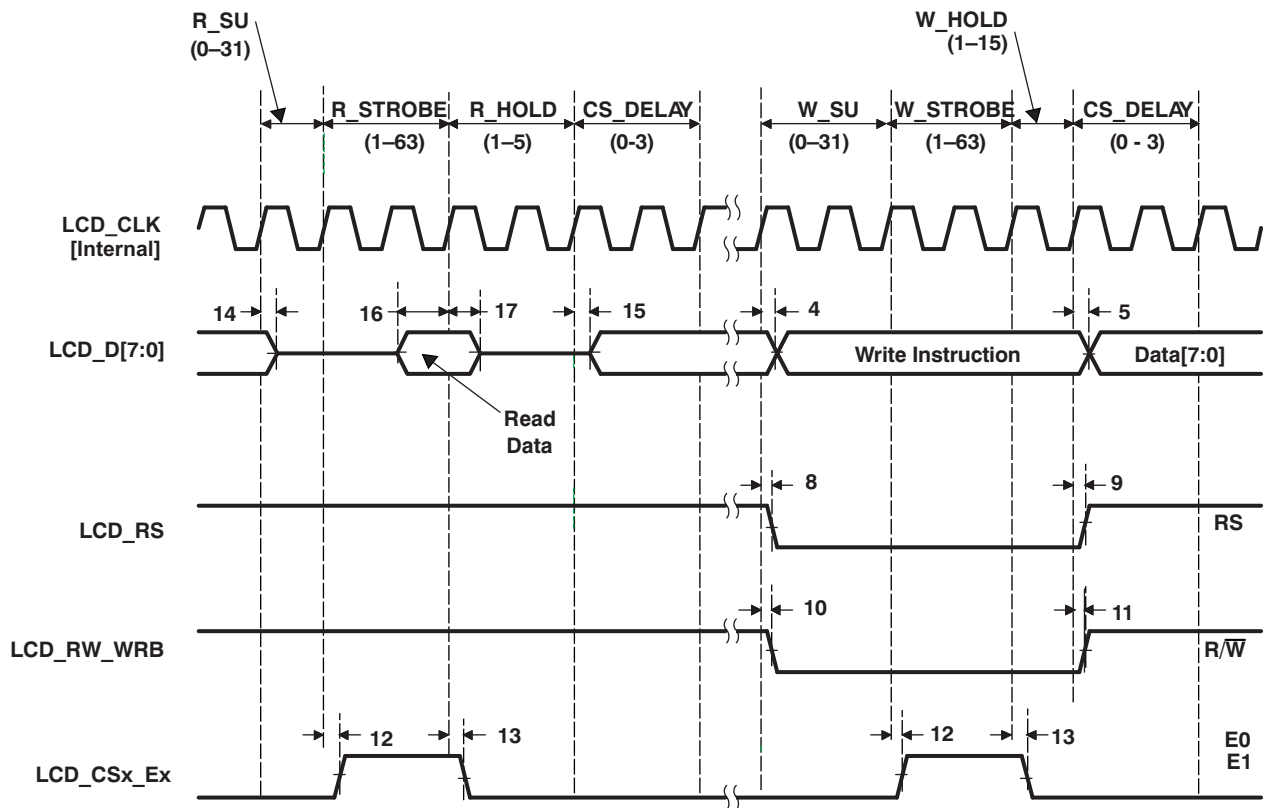 R_SU
(0–31)
W_HOLD
(1–15)
R_STROBE
(1–63)
R_HOLD
(1–5)
CS_DELAY
(0-3)
W_SU
(0–31)
W_STROBE
(1–63)
CS_DELAY
(0 - 3)
LCD_CLK
[Internal]
14
16
17
15
4
5
LCD_D[7:0]
Write Instruction
Data[7:0]
Read
Data
8
9
LCD_RS
RS
10
11
LCD_RW_WRB
R/W̅
12
13
12
13
LCD_CSx_Ex
E0
E1